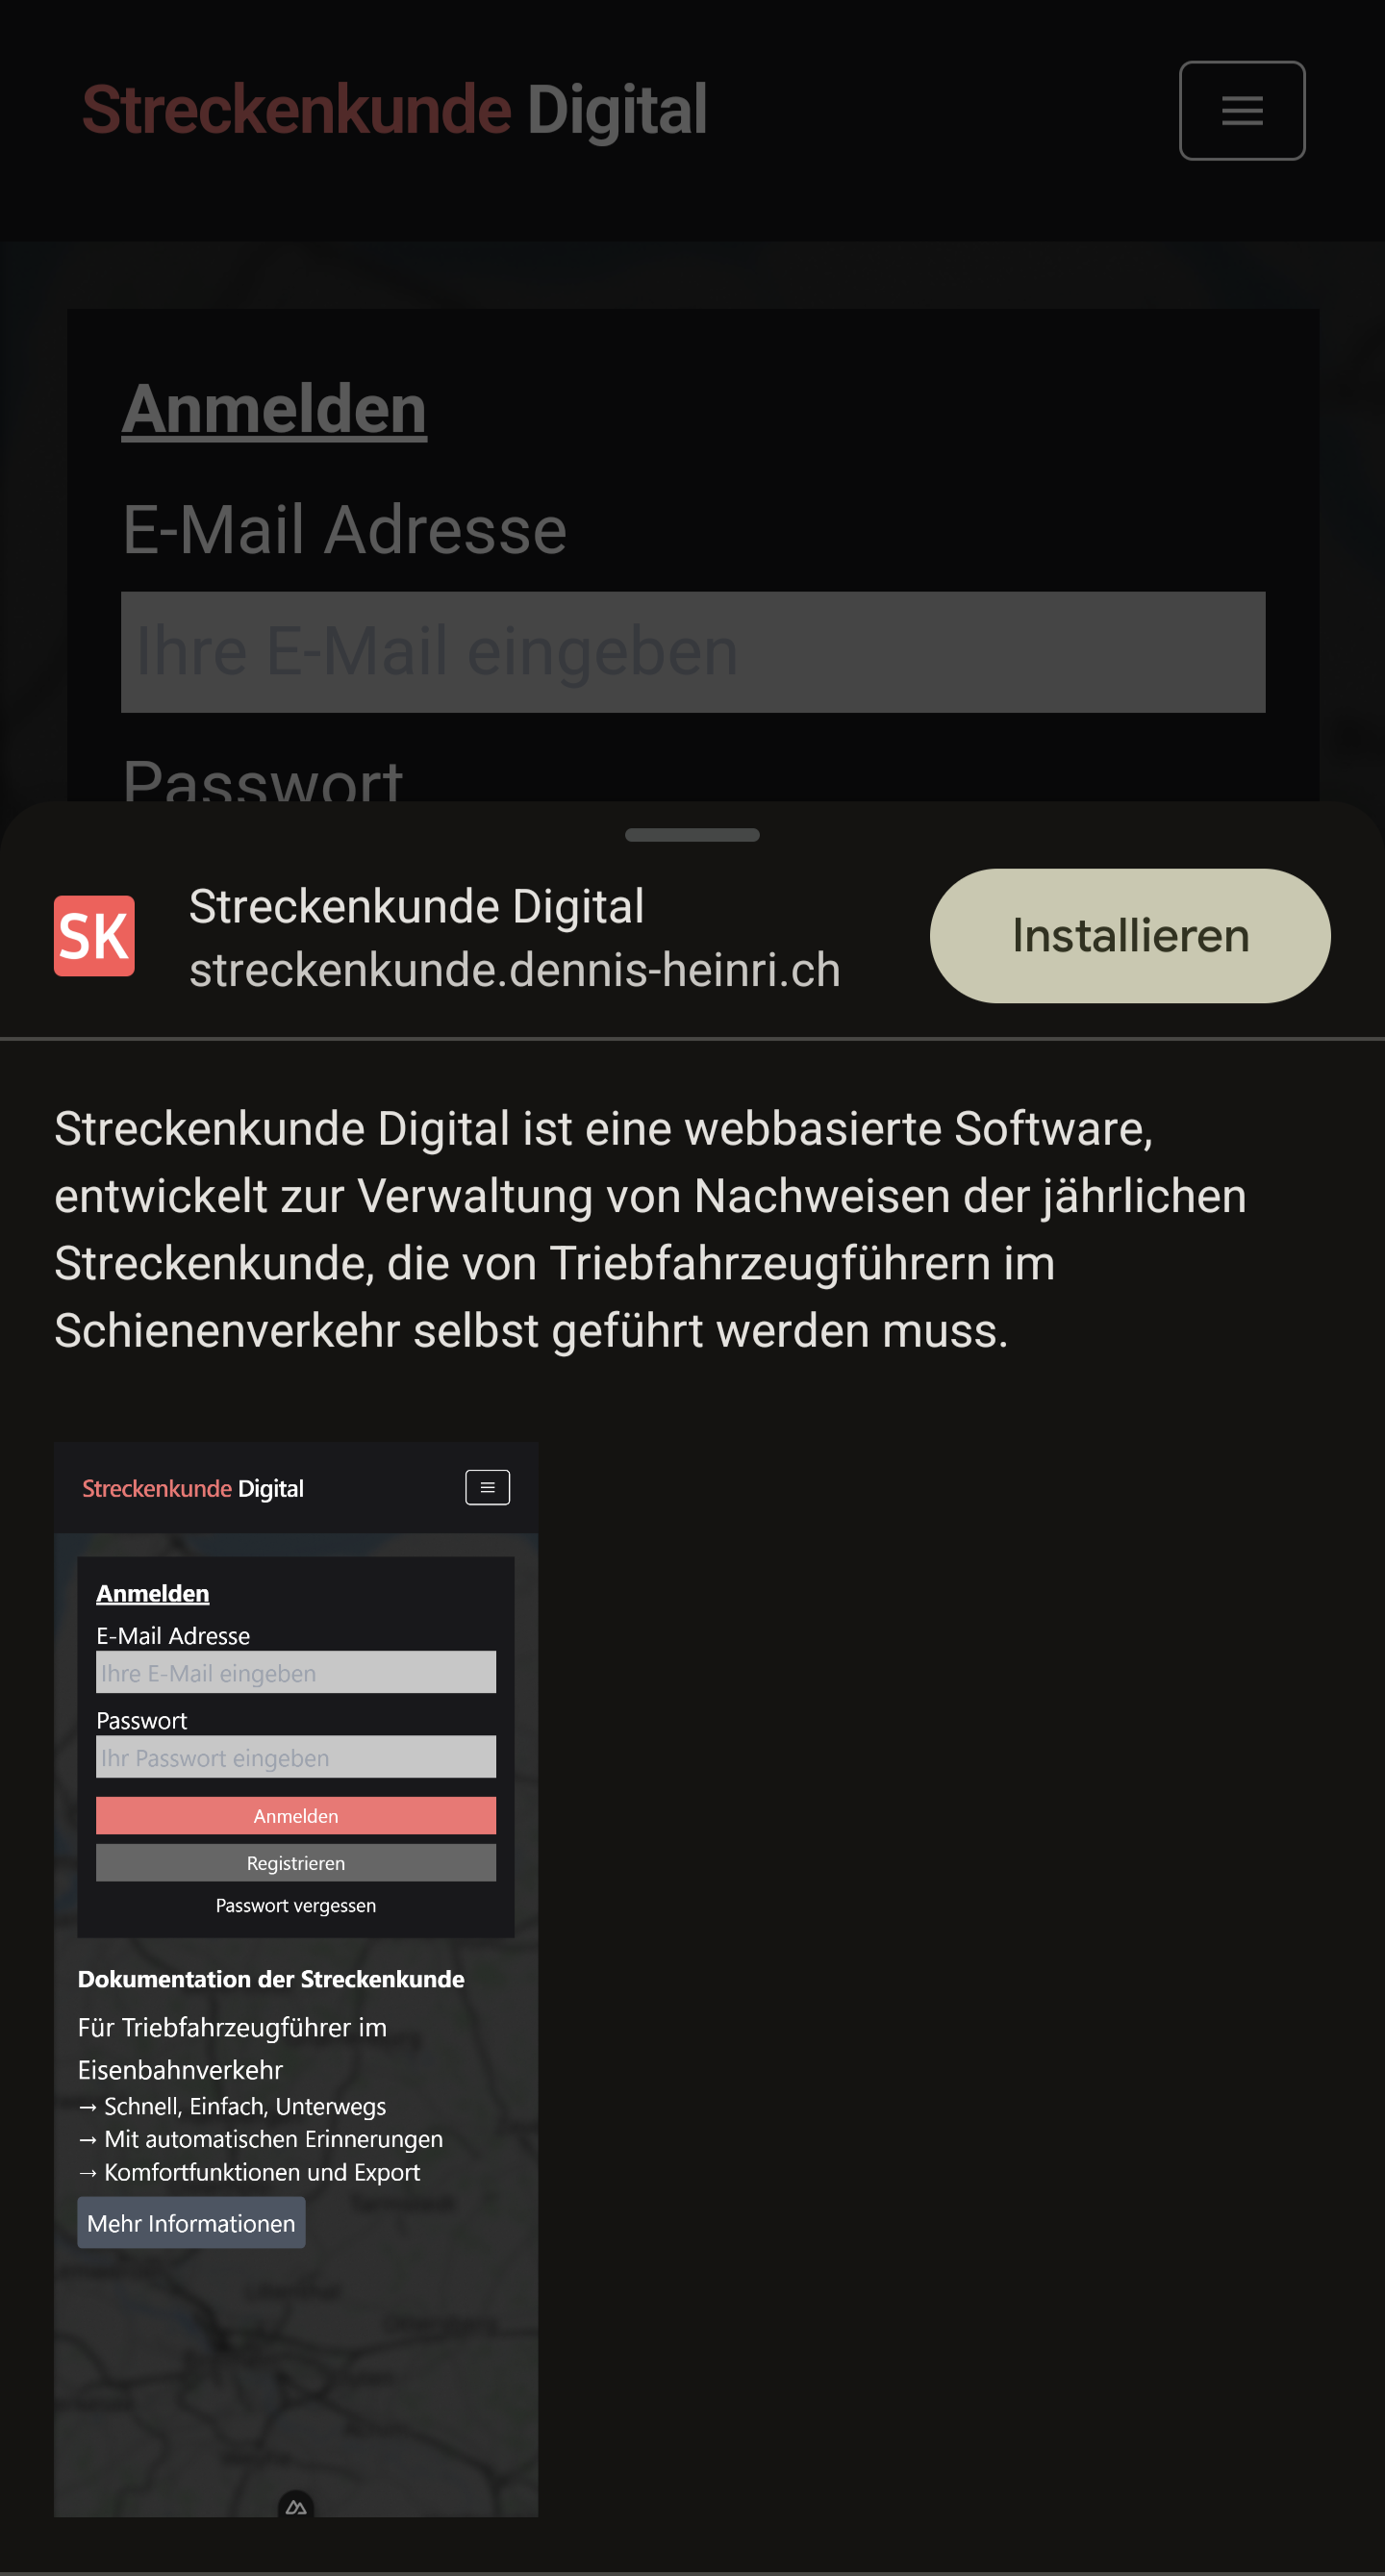 Streckenkunde Digital
Anmelden
E-Mail Adresse
Ihre E-Mail eingeben
Passwort
SK
Streckenkunde Digital
streckenkunde.dennis-heinri.ch
Installieren
Streckenkunde Digital ist eine webbasierte Software,
entwickelt zur Verwaltung von Nachweisen der jährlichen
Streckenkunde, die von Triebfahrzeugführern im
Schienenverkehr selbst geführt werden muss.
Streckenkunde Digital
Anmelden
E-Mail Adresse
Ihre E-Mail eingeben
Passwort
Ihr Passwort eingeben
Anmelden
Registrieren
Passwort vergessen
Dokumentation der Streckenkunde
Für Triebfahrzeugführer im
Eisenbahnverkehr
→ Schnell, Einfach, Unterwegs
→ Mit automatischen Erinnerungen
→ Komfortfunktionen und Export
Mehr Informationen